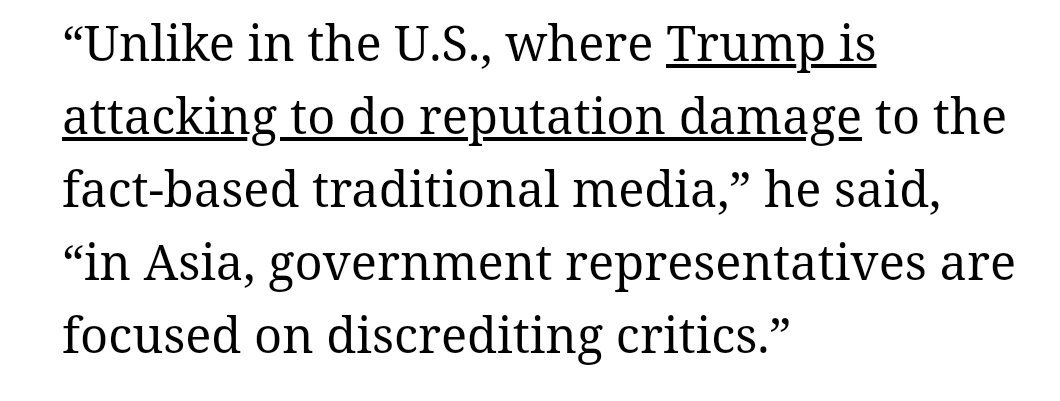 “Unlike in the U.S., where Trump is
attacking to do reputation damage to the
fact-based traditional media,” he said,
“in Asia, government representatives are
focused on discrediting critics.”